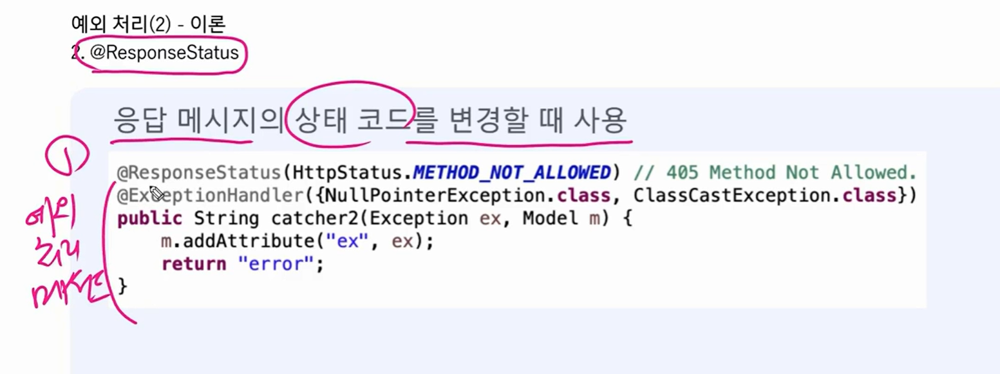 예외 처리(2) - 이론
2. @ResponseStatus
응답 메시지의 상태 코드를 변경할 때 사용
①
@ResponseStatus(HttpStatus.METHOD_NOT_ALLOWED) // 405 Method Not Allowed.
@ExceptionHandler({NullPointerException.class, ClassCastException.class})
public String catcher2(Exception ex, Model m) {
    m.addAttribute("ex", ex);
    return "error";
}
예외
처리
메서드